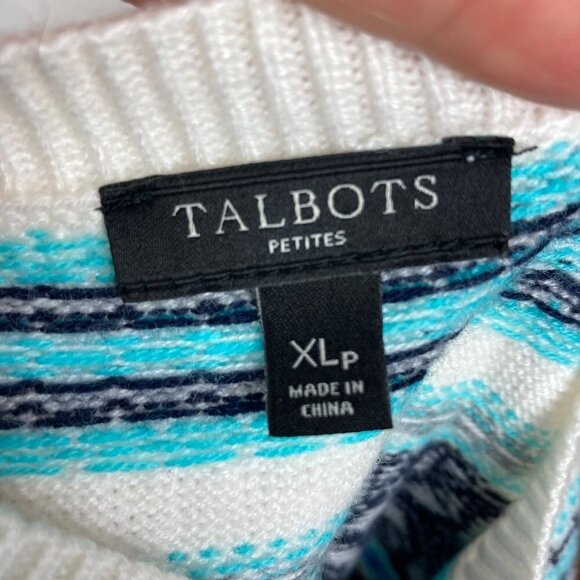 TALBOTS
PETITES
XLP
MADE IN
CHINA